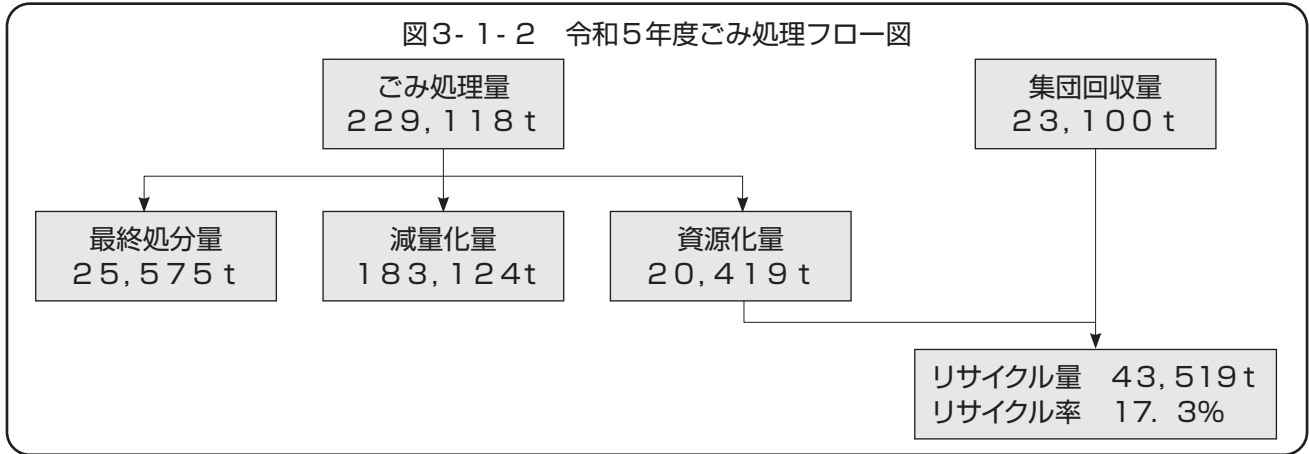 図3-1-2 令和5年度ごみ処理フロー図
ごみ処理量
229,118t
集団回収量
23,100t
最終処分量
25,575t
減量化量
183,124t
資源化量
20,419t
リサイクル量 43,519t
リサイクル率 17.3%